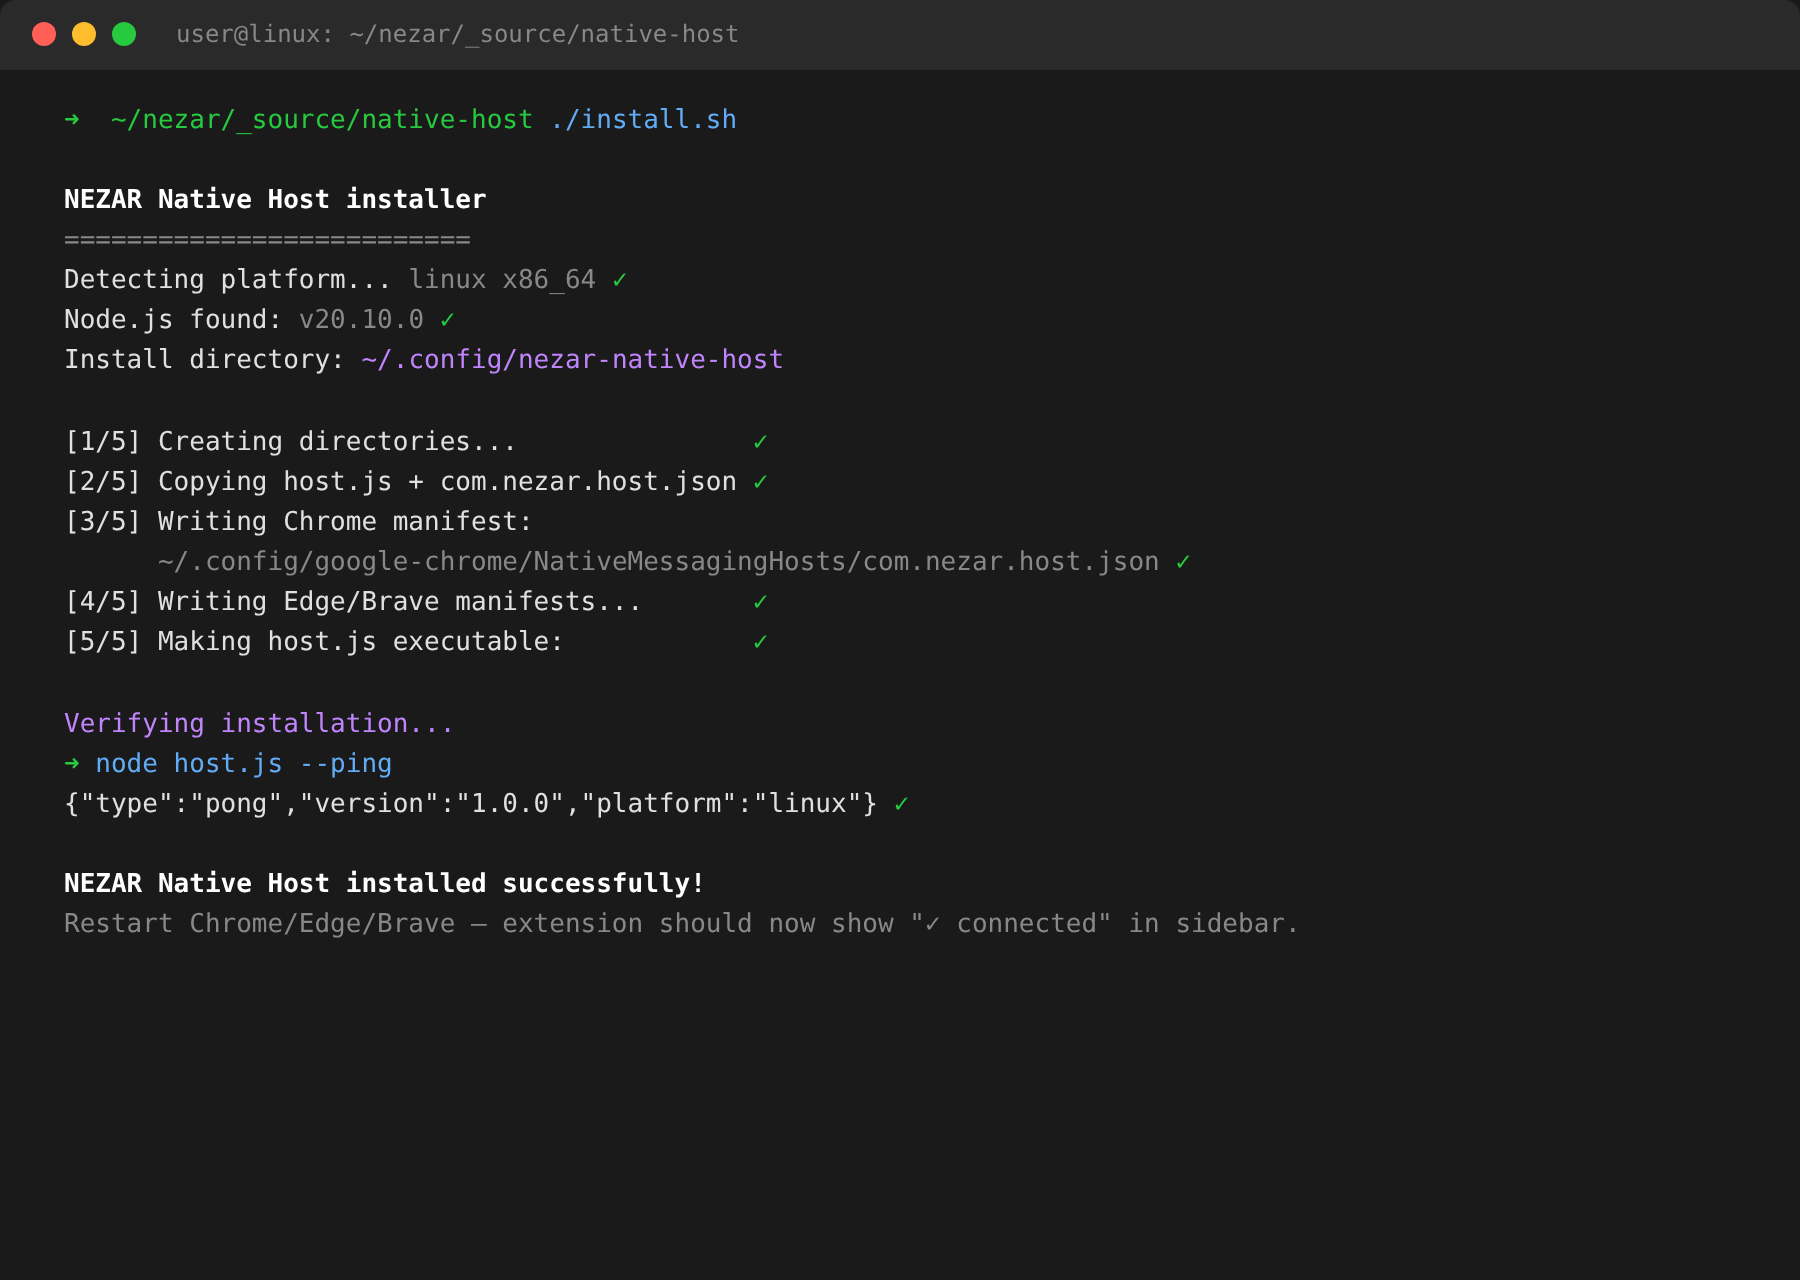 user@linux: ~/nezar/_source/native-host
➜  ~/nezar/_source/native-host ./install.sh
NEZAR Native Host installer
==========================
Detecting platform... linux x86_64 ✓
Node.js found: v20.10.0 ✓
Install directory: ~/.config/nezar-native-host
[1/5] Creating directories...               ✓
[2/5] Copying host.js + com.nezar.host.json ✓
[3/5] Writing Chrome manifest:
      ~/.config/google-chrome/NativeMessagingHosts/com.nezar.host.json ✓
[4/5] Writing Edge/Brave manifests...       ✓
[5/5] Making host.js executable:            ✓
Verifying installation...
➜ node host.js --ping
{"type":"pong","version":"1.0.0","platform":"linux"} ✓
NEZAR Native Host installed successfully!
Restart Chrome/Edge/Brave — extension should now show "✓ connected" in sidebar.